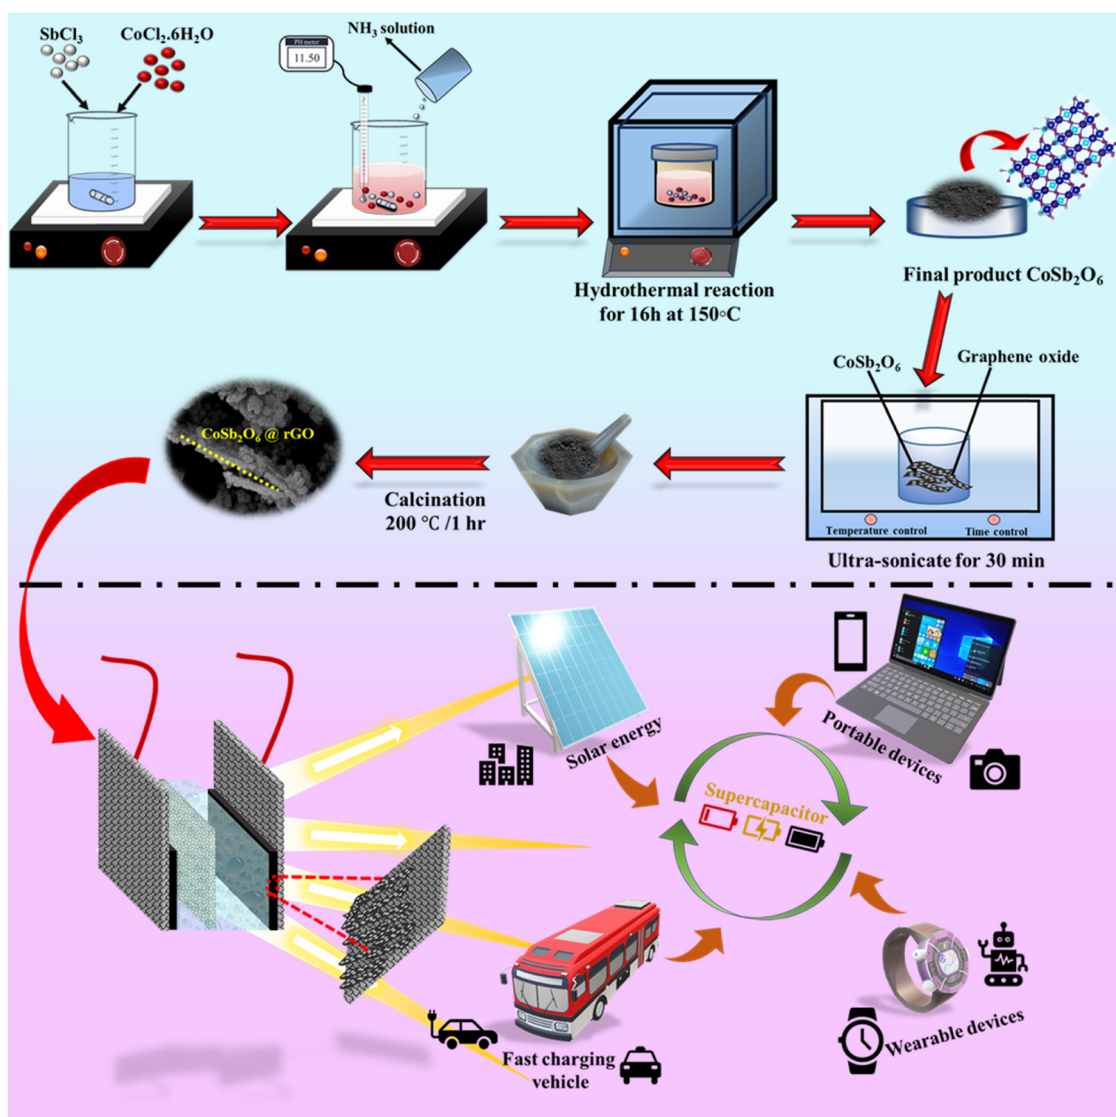 SbCl₃
CoCl₂.6H₂O
PH meter
11.50
NH₃ solution
Hydrothermal reaction
for 16h at 150◦C
Final product CoSb₂O₆
CoSb₂O₆
Graphene oxide
Temperature control
Time control
Ultra-sonicate for 30 min
Calcination
200 ℃ /1 hr
CoSb₂O₆ @ rGO
Solar energy
Portable devices
Supercapacitor
Fast charging
vehicle
Wearable devices